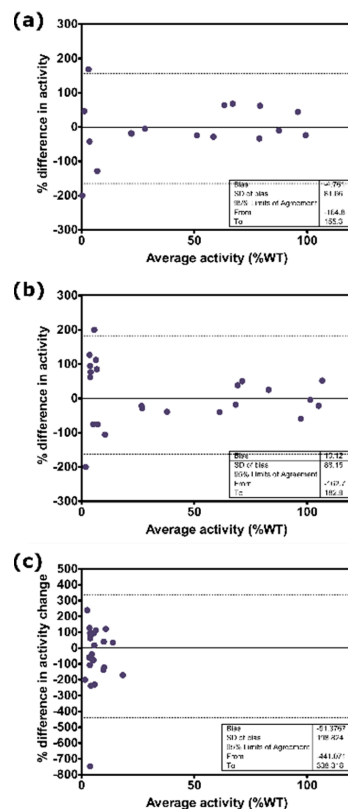 (a)
% difference in activity
300
200
100
0
-100
-200
-300
0 50 100
Average activity (%WT)
Bias
SD of bias
95% Limits of Agreement
From
To 155.3
(b)
% difference in activity
300
200
100
0
-100
-200
-300
0 50 100
Average activity (%WT)
Bias
SD of bias
95% Limits of Agreement
From -162.7
To
(c)
% difference in activity change
500
400
300
200
100
0
-100
-200
-300
-400
-500
-600
-700
-800
0 50 100
Average activity (%WT)
Bias
SD of bias
95% Limits of Agreement
From
To